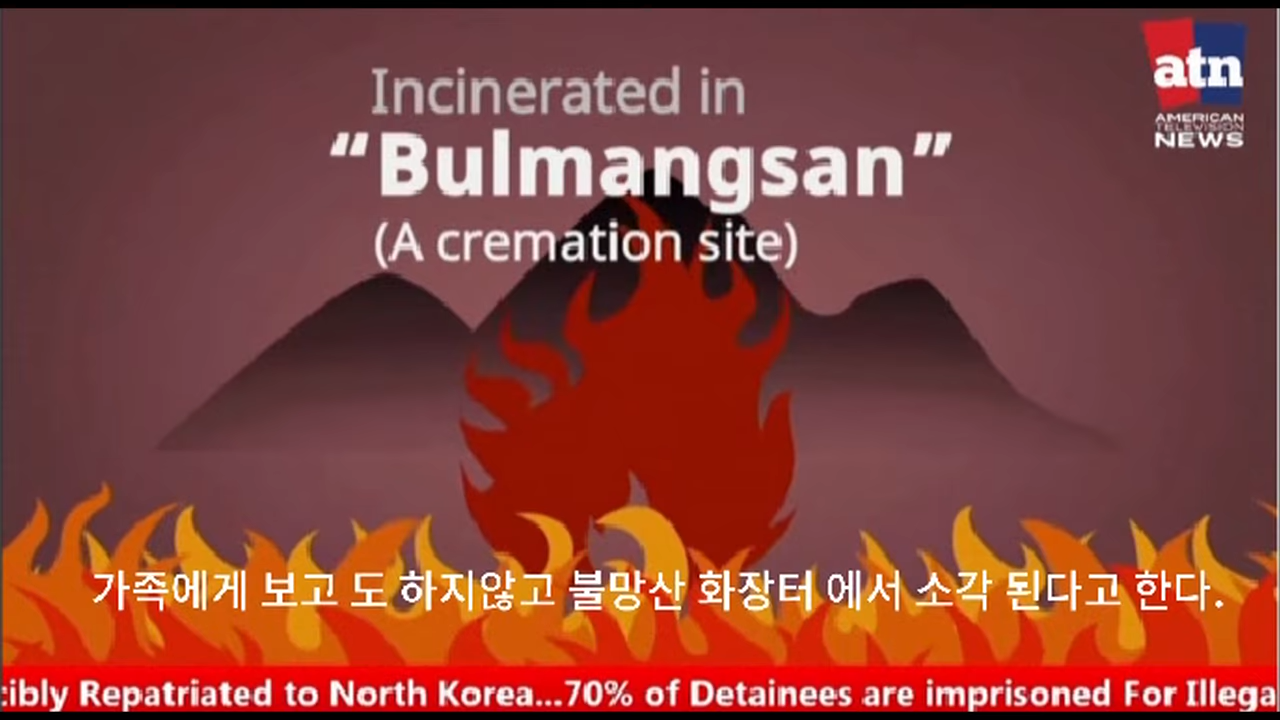 Incinerated in
“Bulmangsan”
(A cremation site)
atn
AMERICAN
TELEVISION
NEWS
가족에게 보고 도 하지않고 불망산 화장터 에서 소각 된다고 한다.
cibly Repatriated to North Korea...70% of Detainees are imprisoned For Illega